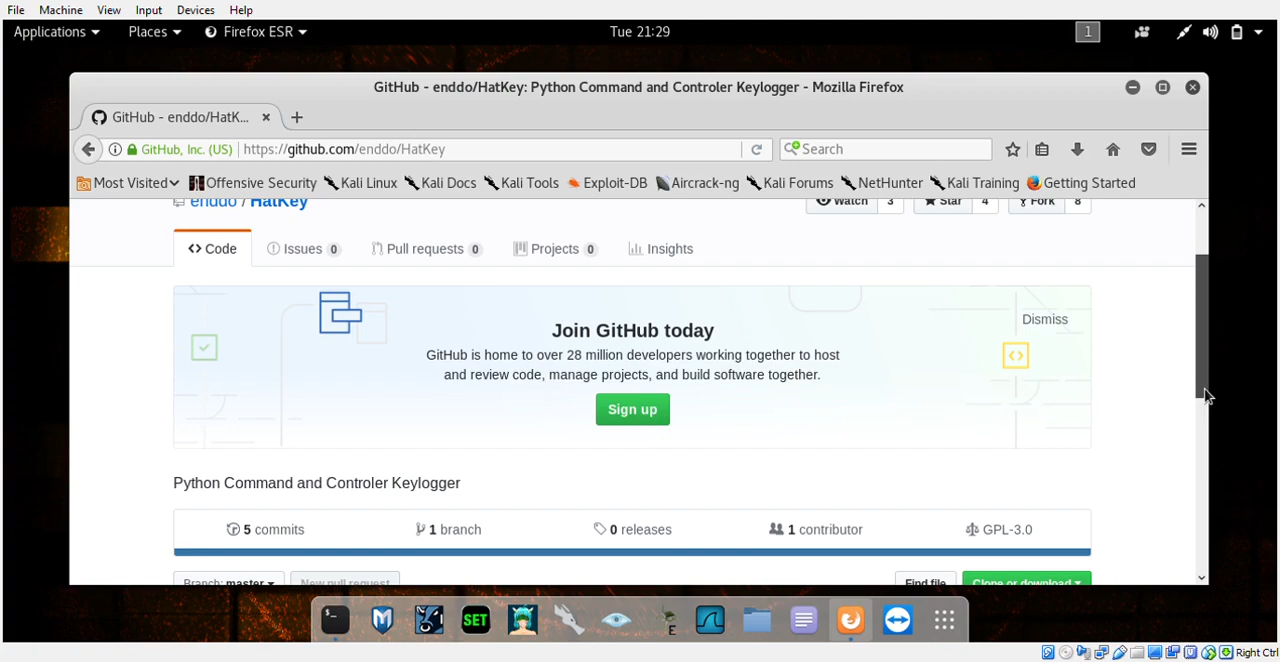 File Machine View Input Devices Help
Applications Places Firefox ESR Tue 21:29 1
GitHub - enddo/HatKey: Python Command and Controler Keylogger - Mozilla Firefox
GitHub - enddo/HatK...
GitHub, Inc. (US) https://github.com/enddo/HatKey Search
Most Visited Offensive Security Kali Linux Kali Docs Kali Tools Exploit-DB Aircrack-ng Kali Forums NetHunter Kali Training Getting Started
enddo / HatKey Watch 3 Star 4 Fork 8
Code Issues 0 Pull requests 0 Projects 0 Insights
Dismiss
Join GitHub today
GitHub is home to over 28 million developers working together to host
and review code, manage projects, and build software together.
Sign up
Python Command and Controler Keylogger
5 commits 1 branch 0 releases 1 contributor GPL-3.0
Branch: master New pull request Find file Clone or download
SET E
Right Ctrl